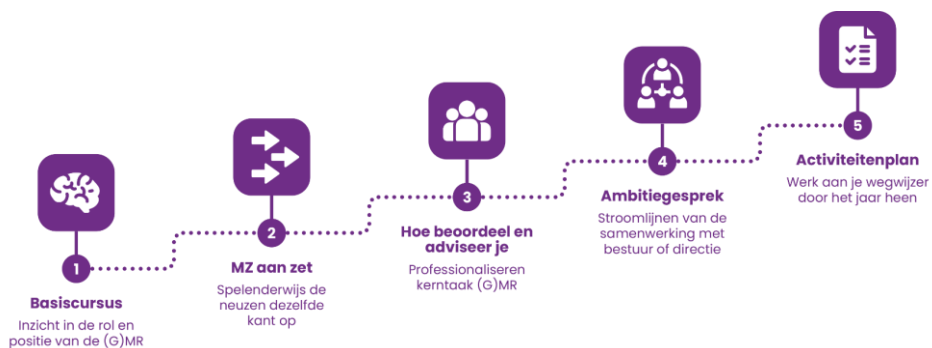 1
Basiscursus
Inzicht in de rol en
positie van de (G)MR
2
MZ aan zet
Spelenderwijs de
neuzen dezelfde
kant op
3
Hoe beoordeel en
adviseer je
Professionaliseren
kerntaak (G)MR
4
Ambitiegesprek
Stroomlijnen van de
samenwerking met
bestuur of directie
5
Activiteitenplan
Werk aan je wegwijzer
door het jaar heen